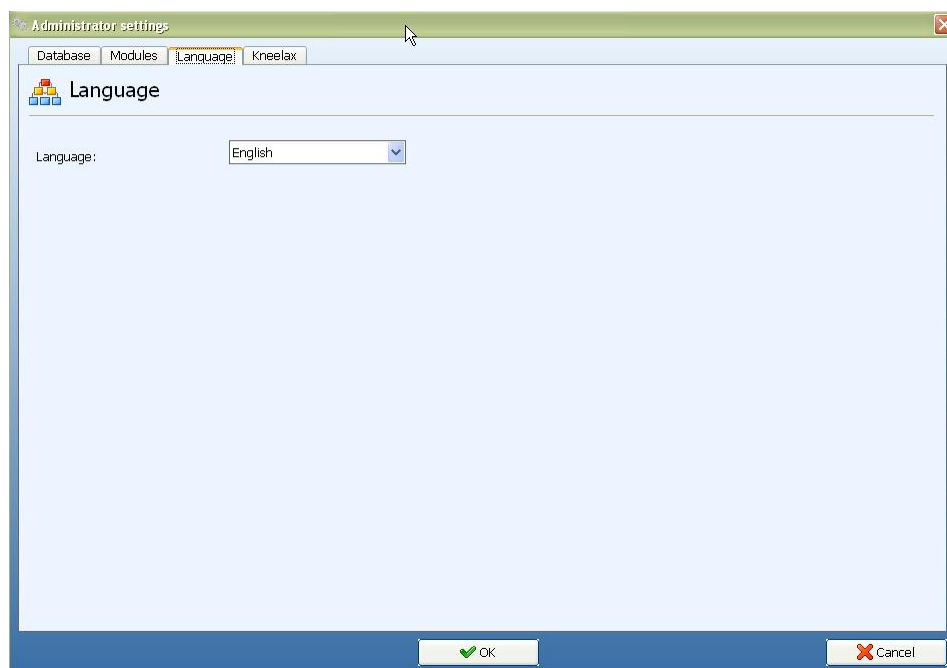 Administrator settings
Database Modules Language Kneelax
Language
Language: English
OK Cancel